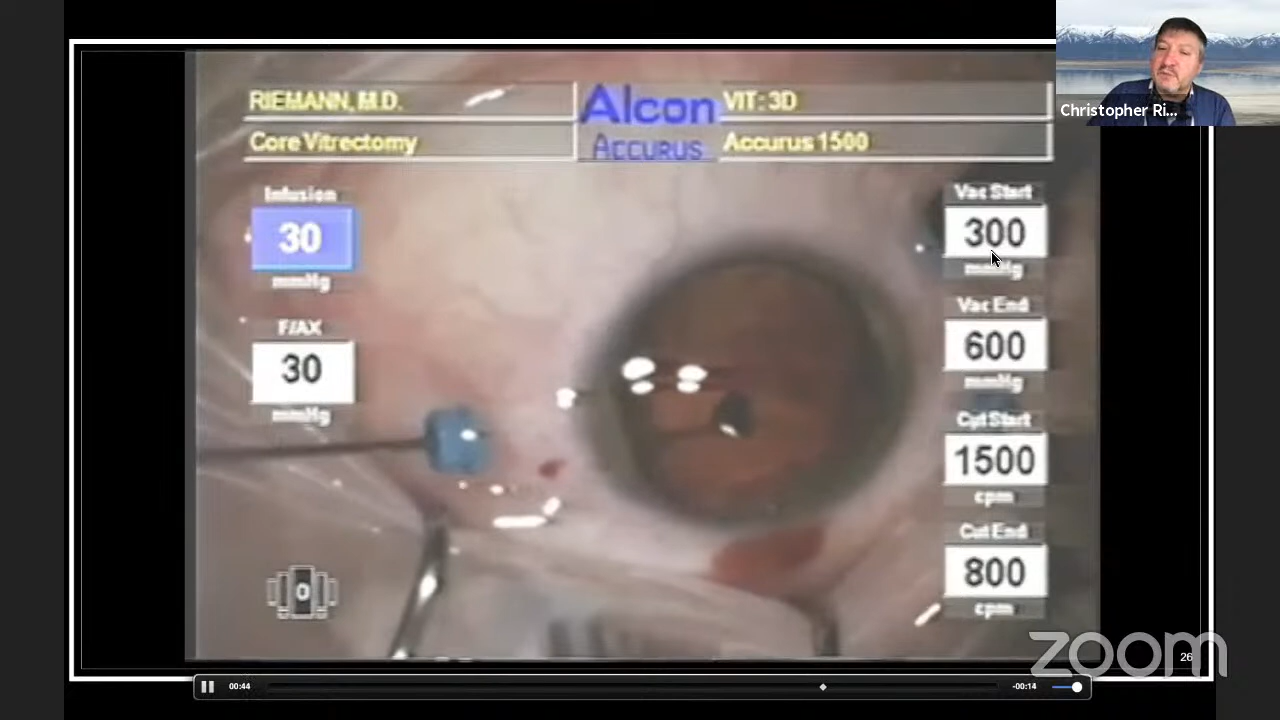 Christopher Ri...
RIEMANN, M.D.
Alcon
VIT: 3D
Core Vitrectomy
ACCURUS
Accurus 1500
Infusion
30
mmHg
F/AX
30
mmHg
0
Vac Start
300
mmHg
Vac End
600
mmHg
Cut Start
1500
cpm
Cut End
800
cpm
zoom
26
00:44
-00:14